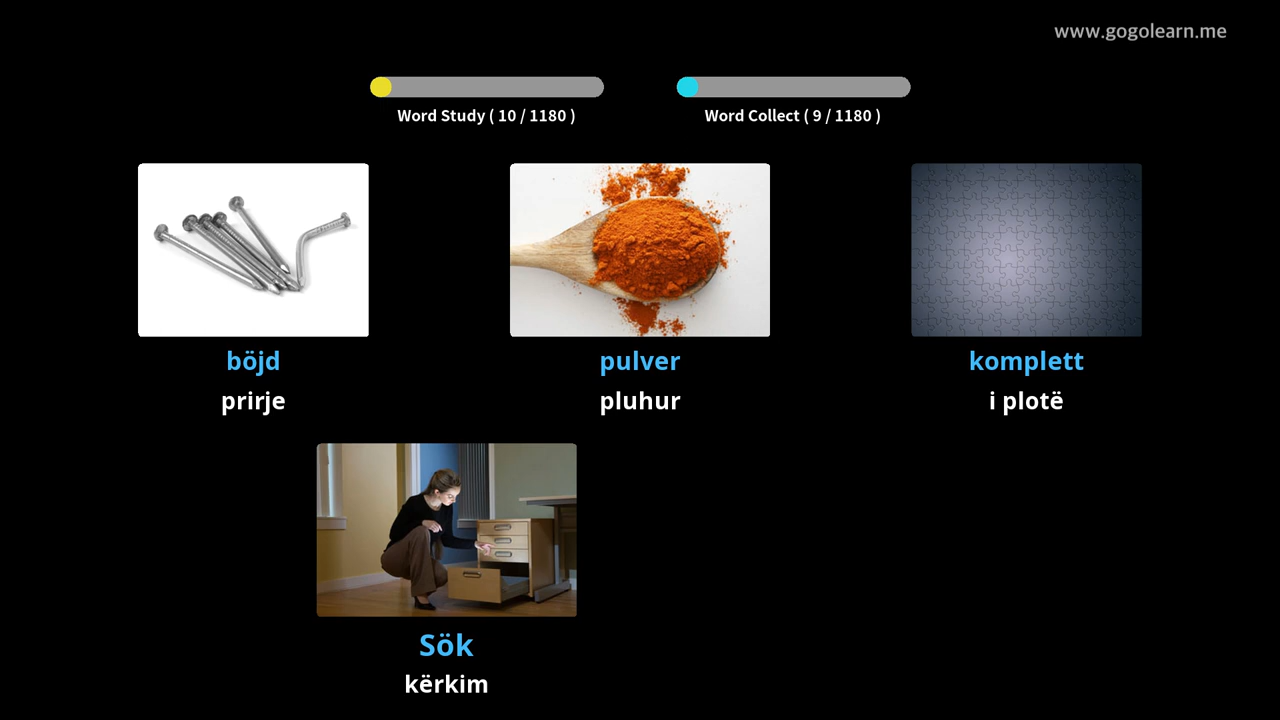 www.gogolearn.me
Word Study ( 10 / 1180 )
Word Collect ( 9 / 1180 )
böjd
pulver
komplett
prirje
pluhur
i plotë
Sök
kërkim